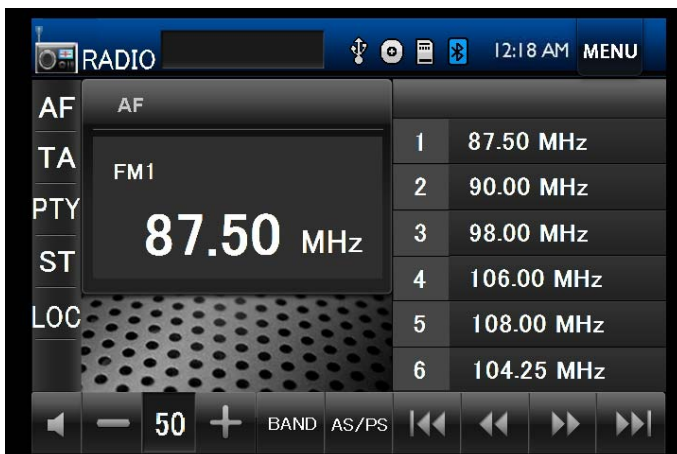 RADIO 12:18 AM MENU
AF
TA
PTY
ST
LOC
AF
FM1
87.50 MHz
1 87.50 MHz
2 90.00 MHz
3 98.00 MHz
4 106.00 MHz
5 108.00 MHz
6 104.25 MHz
50 BAND AS/PS